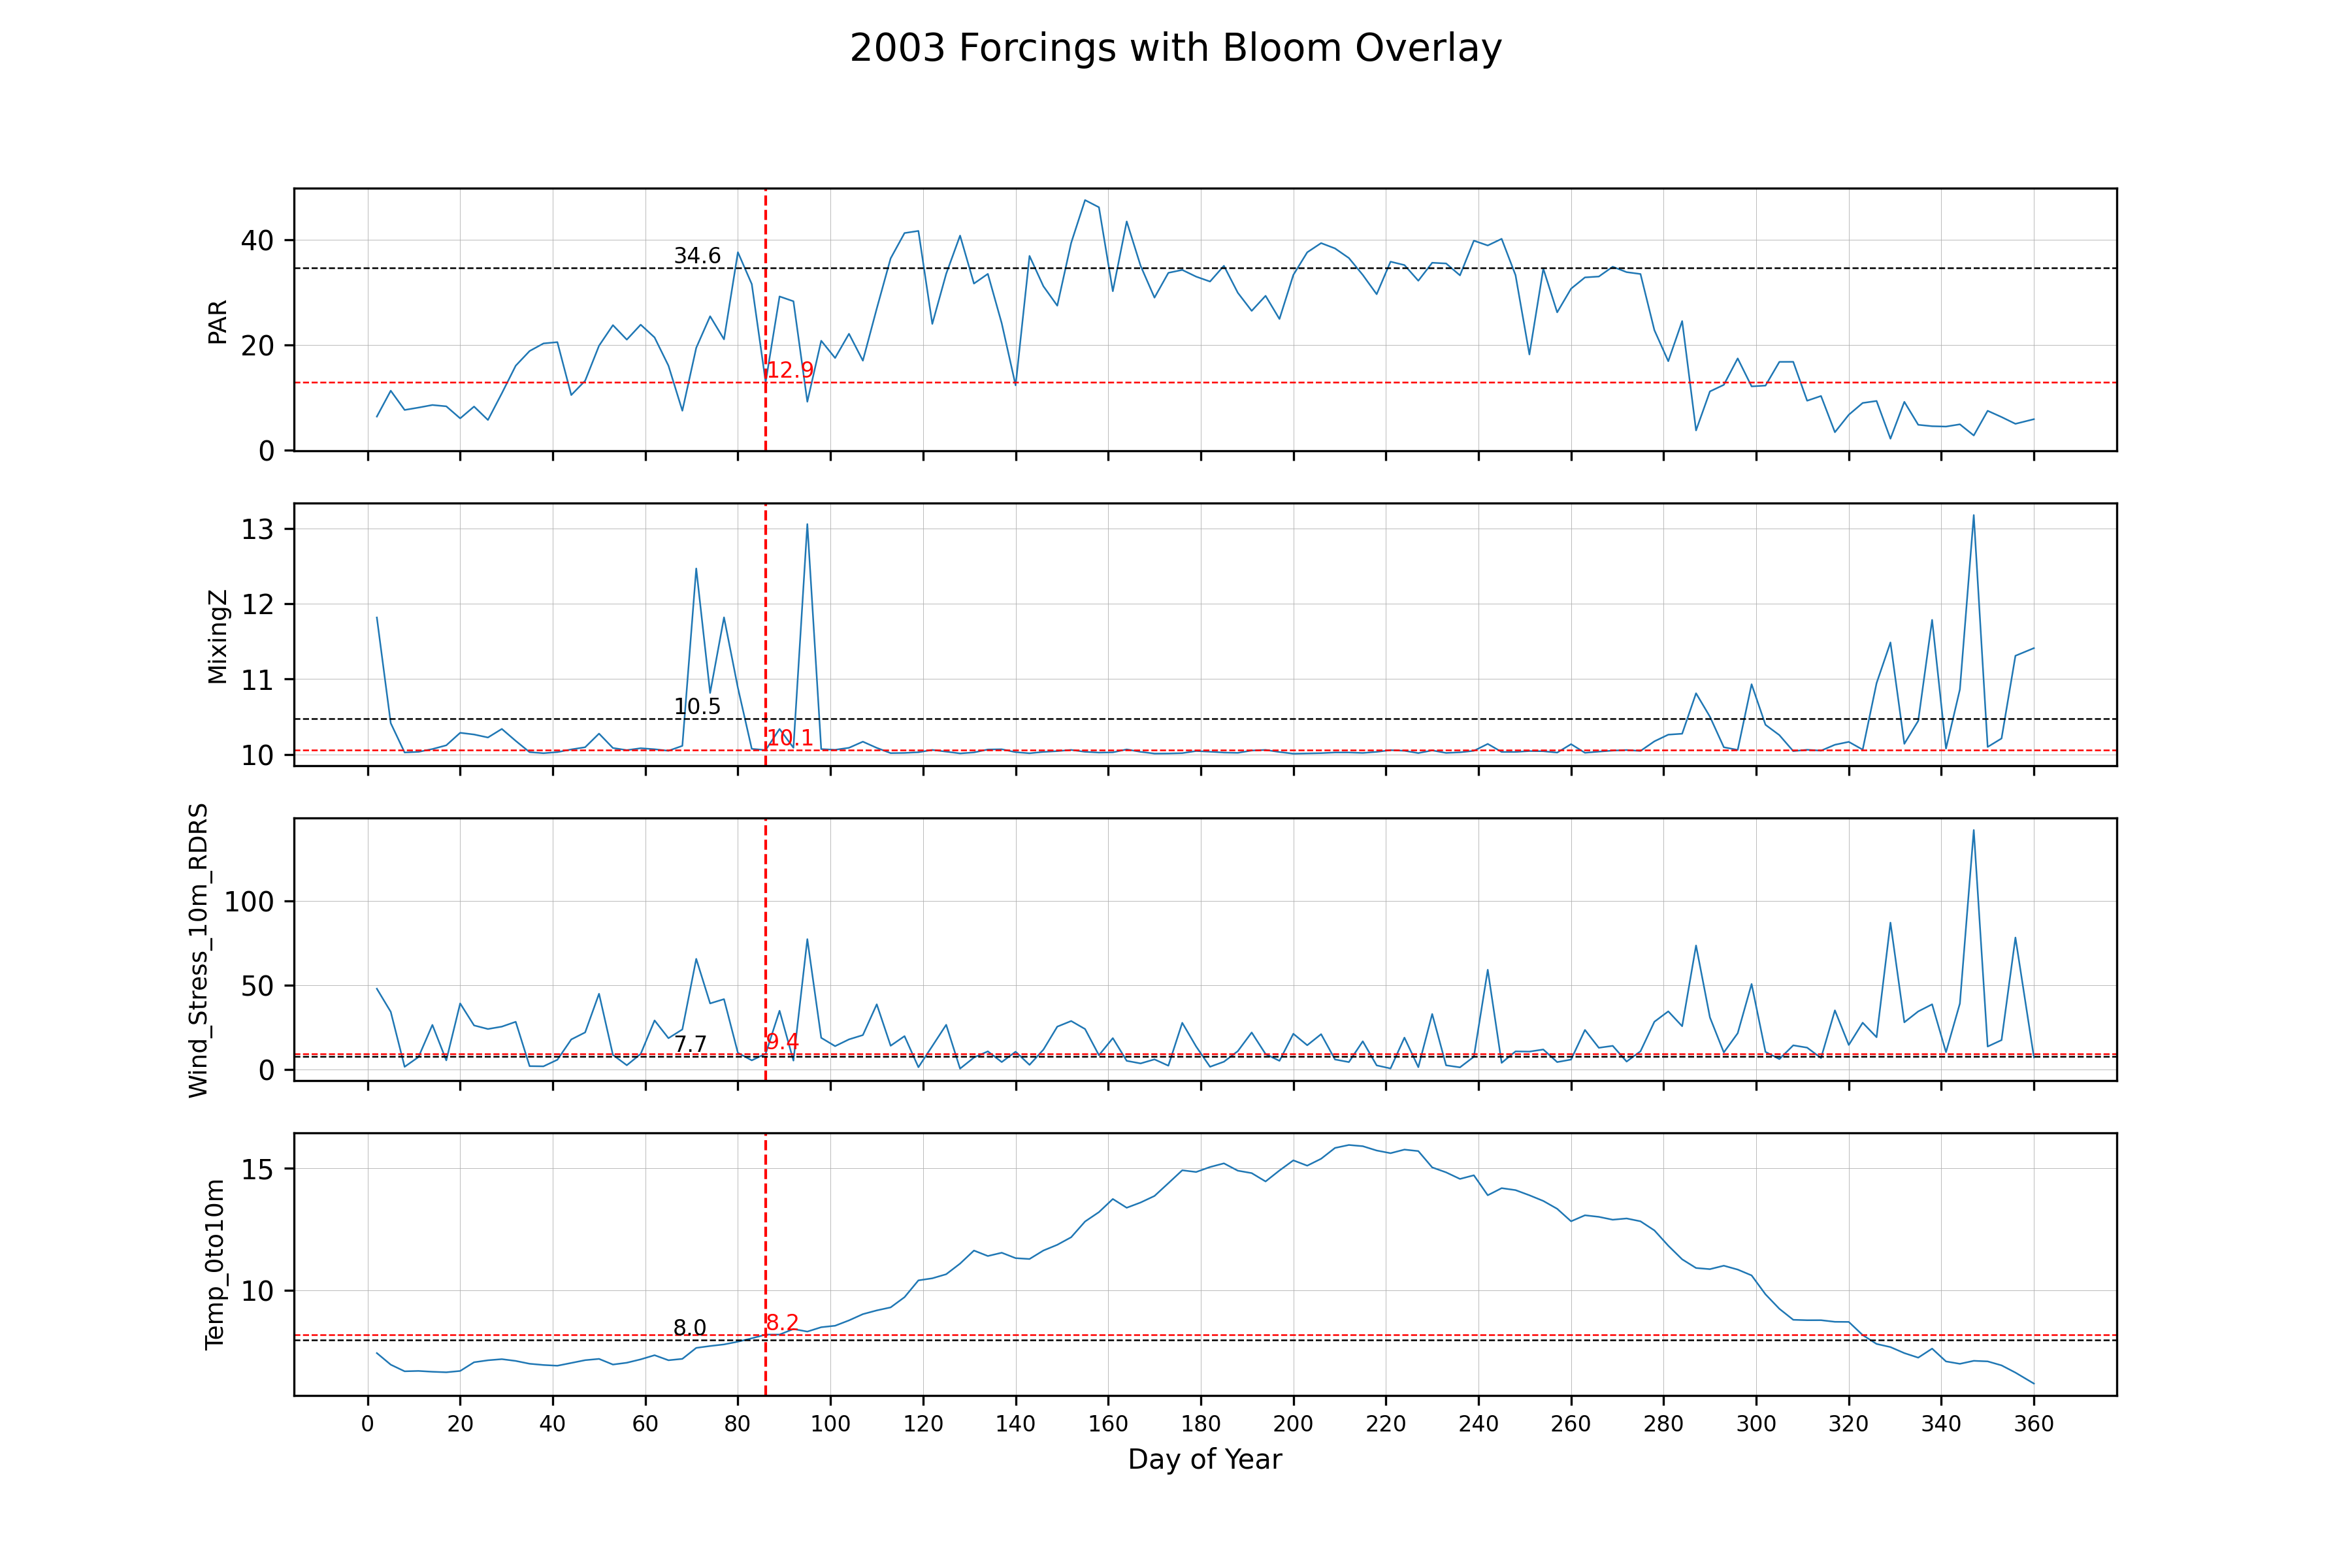 2003 Forcings with Bloom Overlay
PAR
40
20
0
34.6
12.9
MixingZ
13
12
11
10
10.5
10.1
Wind_Stress_10m_RDRS
100
50
0
7.7
9.4
Temp_0to10m
15
10
8.0
8.2
0 20 40 60 80 100 120 140 160 180 200 220 240 260 280 300 320 340 360
Day of Year